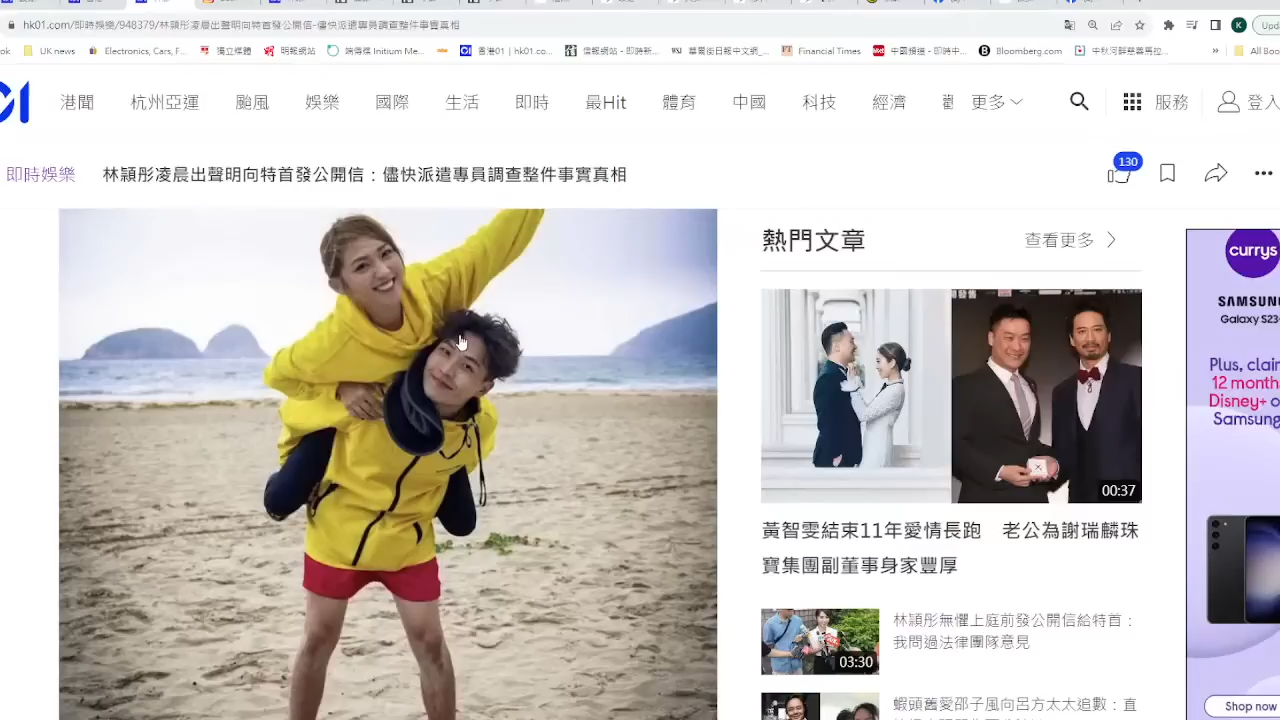 hk01.com/即時娛樂/948379/林頴彤凌晨出聲明向特首發公開信-儘快派遣專員調查整件事實真相
UK news
Electronics, Cars, F...
獨立媒體
明報網站
端傳媒 Initium Me...
香港01 | hk01.co...
信報網站 - 即時新...
華爾街日報中文網_...
Financial Times
中國頻道 - 即時中...
Bloomberg.com
中秋河畔慈善馬拉...
»
All Boo
港聞 杭州亞運 颱風 娛樂 國際 生活 即時 最Hit 體育 中國 科技 經濟 更多 服務 登入
即時娛樂 林頴彤凌晨出聲明向特首發公開信：儘快派遣專員調查整件事實真相
130
熱門文章 查看更多
00:37
黃智雯結束11年愛情長跑　老公為謝瑞麟珠
寶集團副董事身家豐厚
林頴彤無懼上庭前發公開信給特首：
我問過法律團隊意見
03:30
蝦頭舊愛邵子風向呂方太太追數：直
currys
SAMSUNG
Galaxy S23
Plus, clai
12 month
Disney+ o
Samsung
Shop now